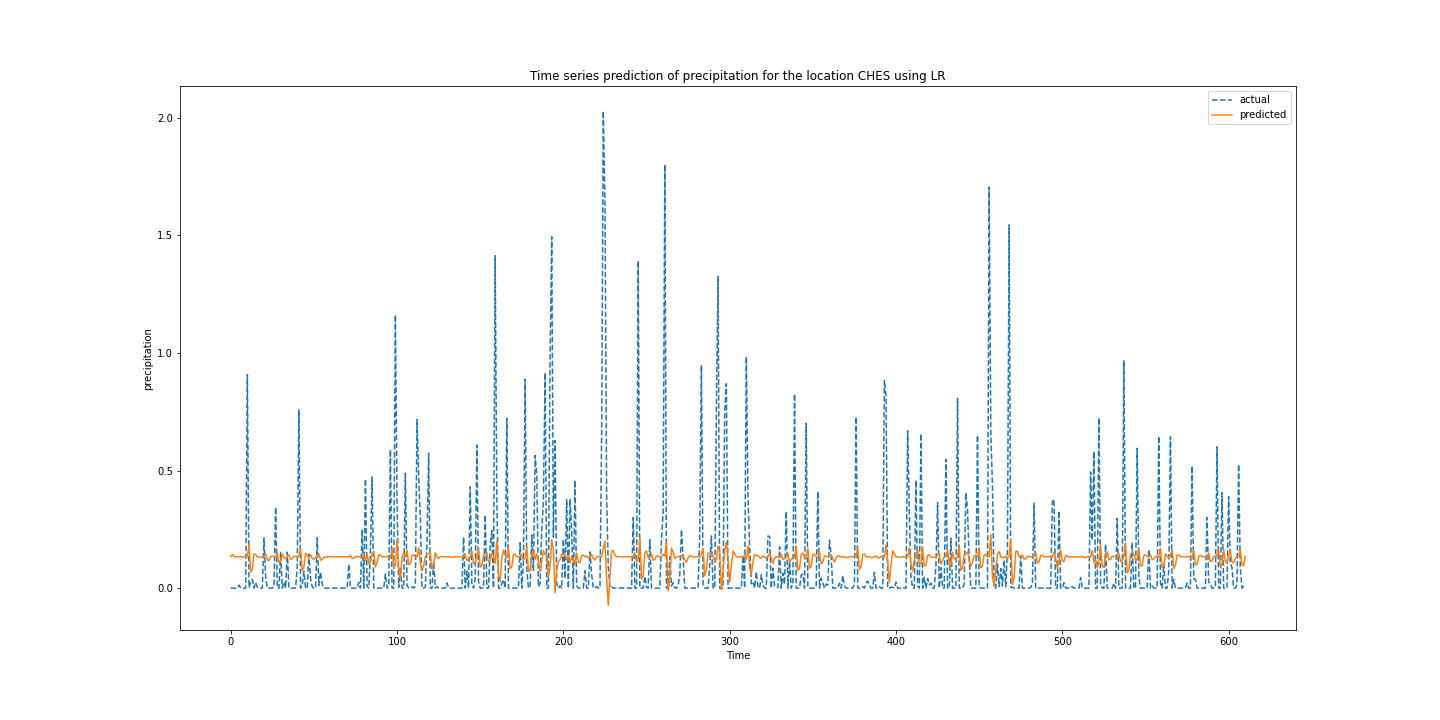 Time series prediction of precipitation for the location CHES using LR
actual
predicted
2.0
1.5
1.0
0.5
0.0
precipitation
0
100
200
300
400
500
600
Time